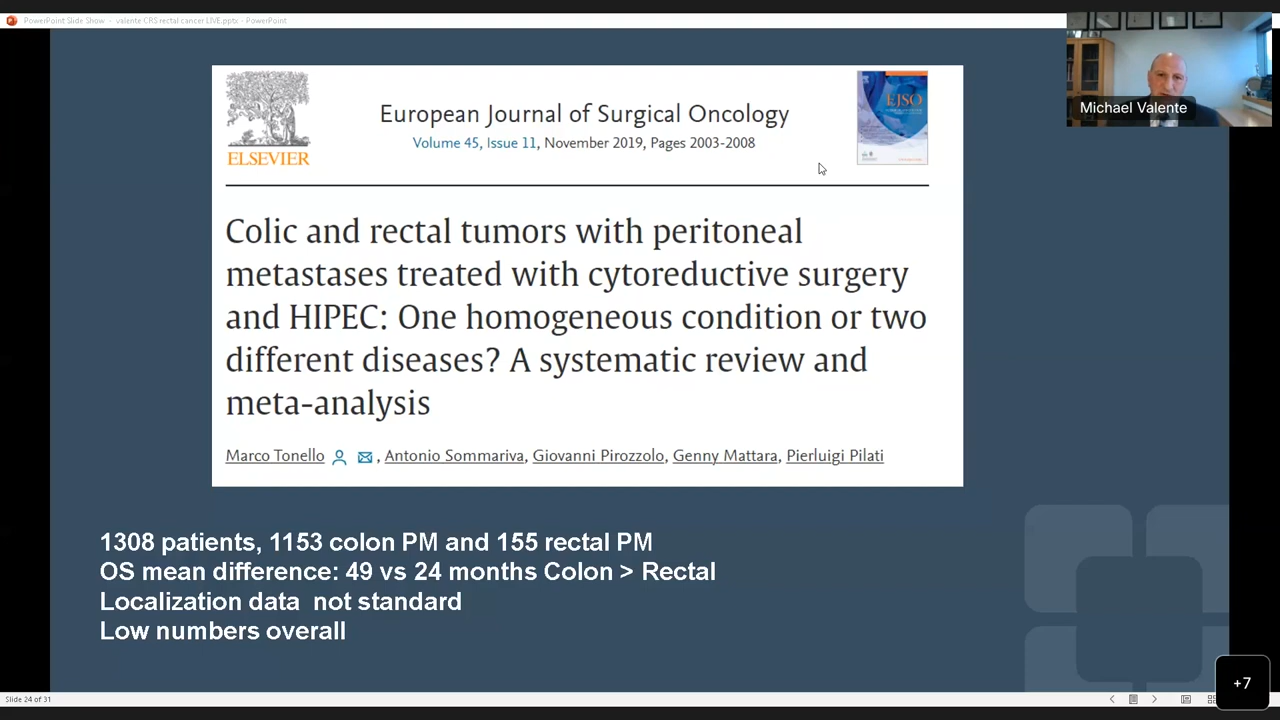 PowerPoint Slide Show - valente CRS rectal cancer LIVE.pptx - PowerPoint
Michael Valente
ELSEVIER
European Journal of Surgical Oncology
Volume 45, Issue 11, November 2019, Pages 2003-2008
EJSO
Colic and rectal tumors with peritoneal
metastases treated with cytoreductive surgery
and HIPEC: One homogeneous condition or two
different diseases? A systematic review and
meta-analysis
Marco Tonello , Antonio Sommariva, Giovanni Pirozzolo, Genny Mattara, Pierluigi Pilati
1308 patients, 1153 colon PM and 155 rectal PM
OS mean difference: 49 vs 24 months Colon > Rectal
Localization data not standard
Low numbers overall
+7
Slide 24 of 31